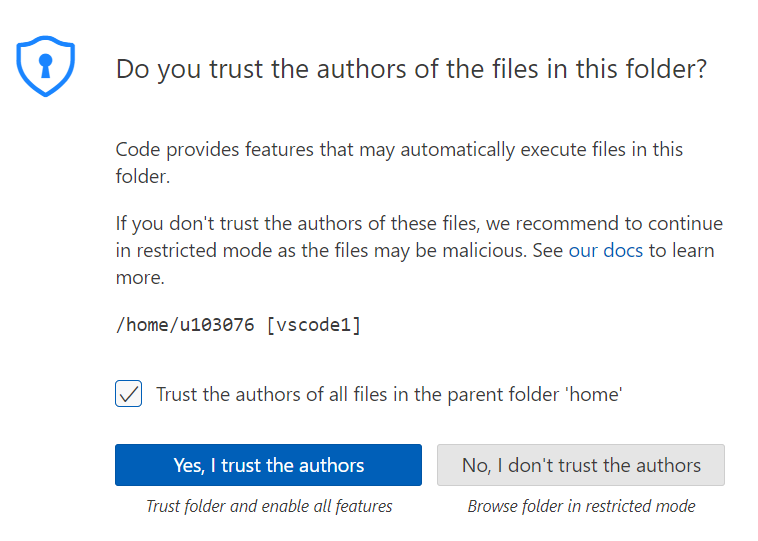 Do you trust the authors of the files in this folder?
Code provides features that may automatically execute files in this
folder.
If you don't trust the authors of these files, we recommend to continue
in restricted mode as the files may be malicious. See our docs to learn
more.
/home/u103076 [vscode1]
Trust the authors of all files in the parent folder 'home'
Yes, I trust the authors
No, I don't trust the authors
Trust folder and enable all features
Browse folder in restricted mode